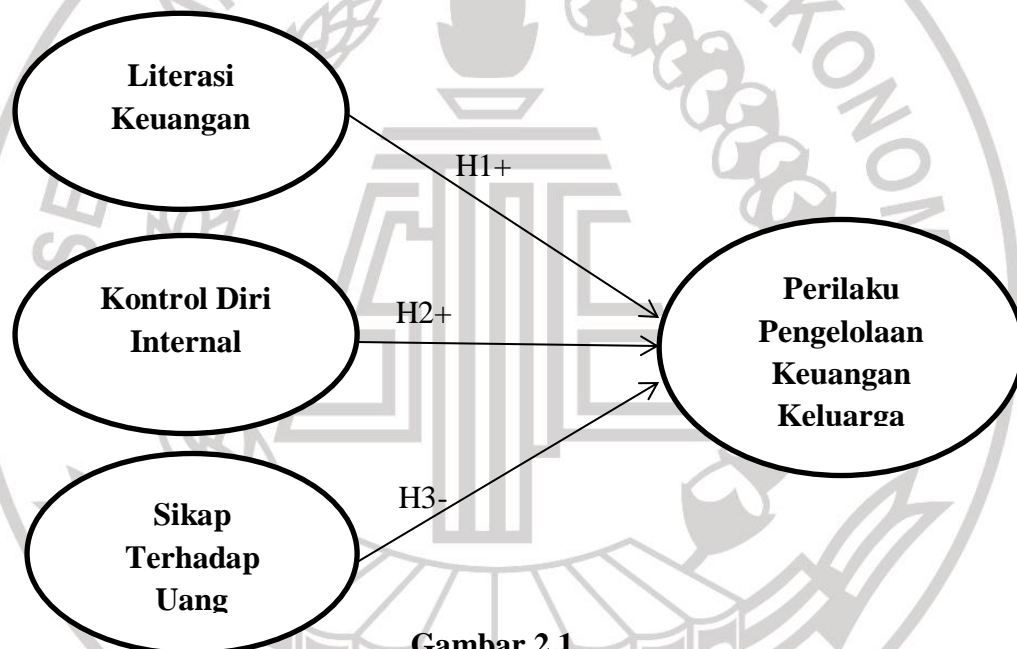 Literasi
Keuangan
H1+
Kontrol Diri
Internal
H2+
Perilaku
Pengelolaan
Keuangan
Keluarga
H3-
Sikap
Terhadap
Uang
Gambar 2.1